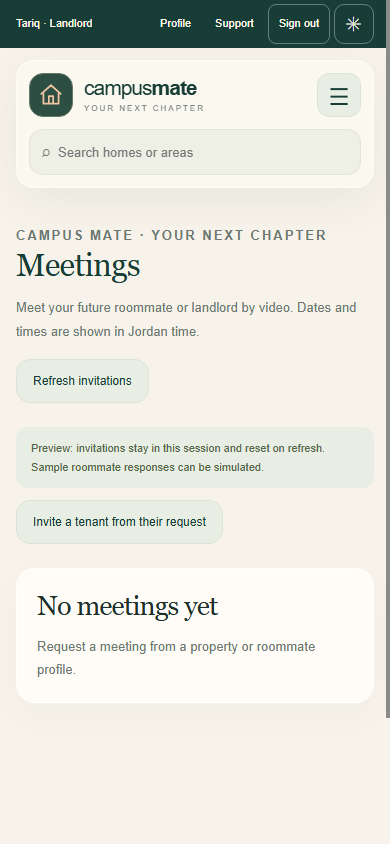 Tariq · Landlord
Profile
Support
Sign out
campusmate
YOUR NEXT CHAPTER
Search homes or areas
CAMPUS MATE · YOUR NEXT CHAPTER
Meetings
Meet your future roommate or landlord by video. Dates and
times are shown in Jordan time.
Refresh invitations
Preview: invitations stay in this session and reset on refresh.
Sample roommate responses can be simulated.
Invite a tenant from their request
No meetings yet
Request a meeting from a property or roommate
profile.